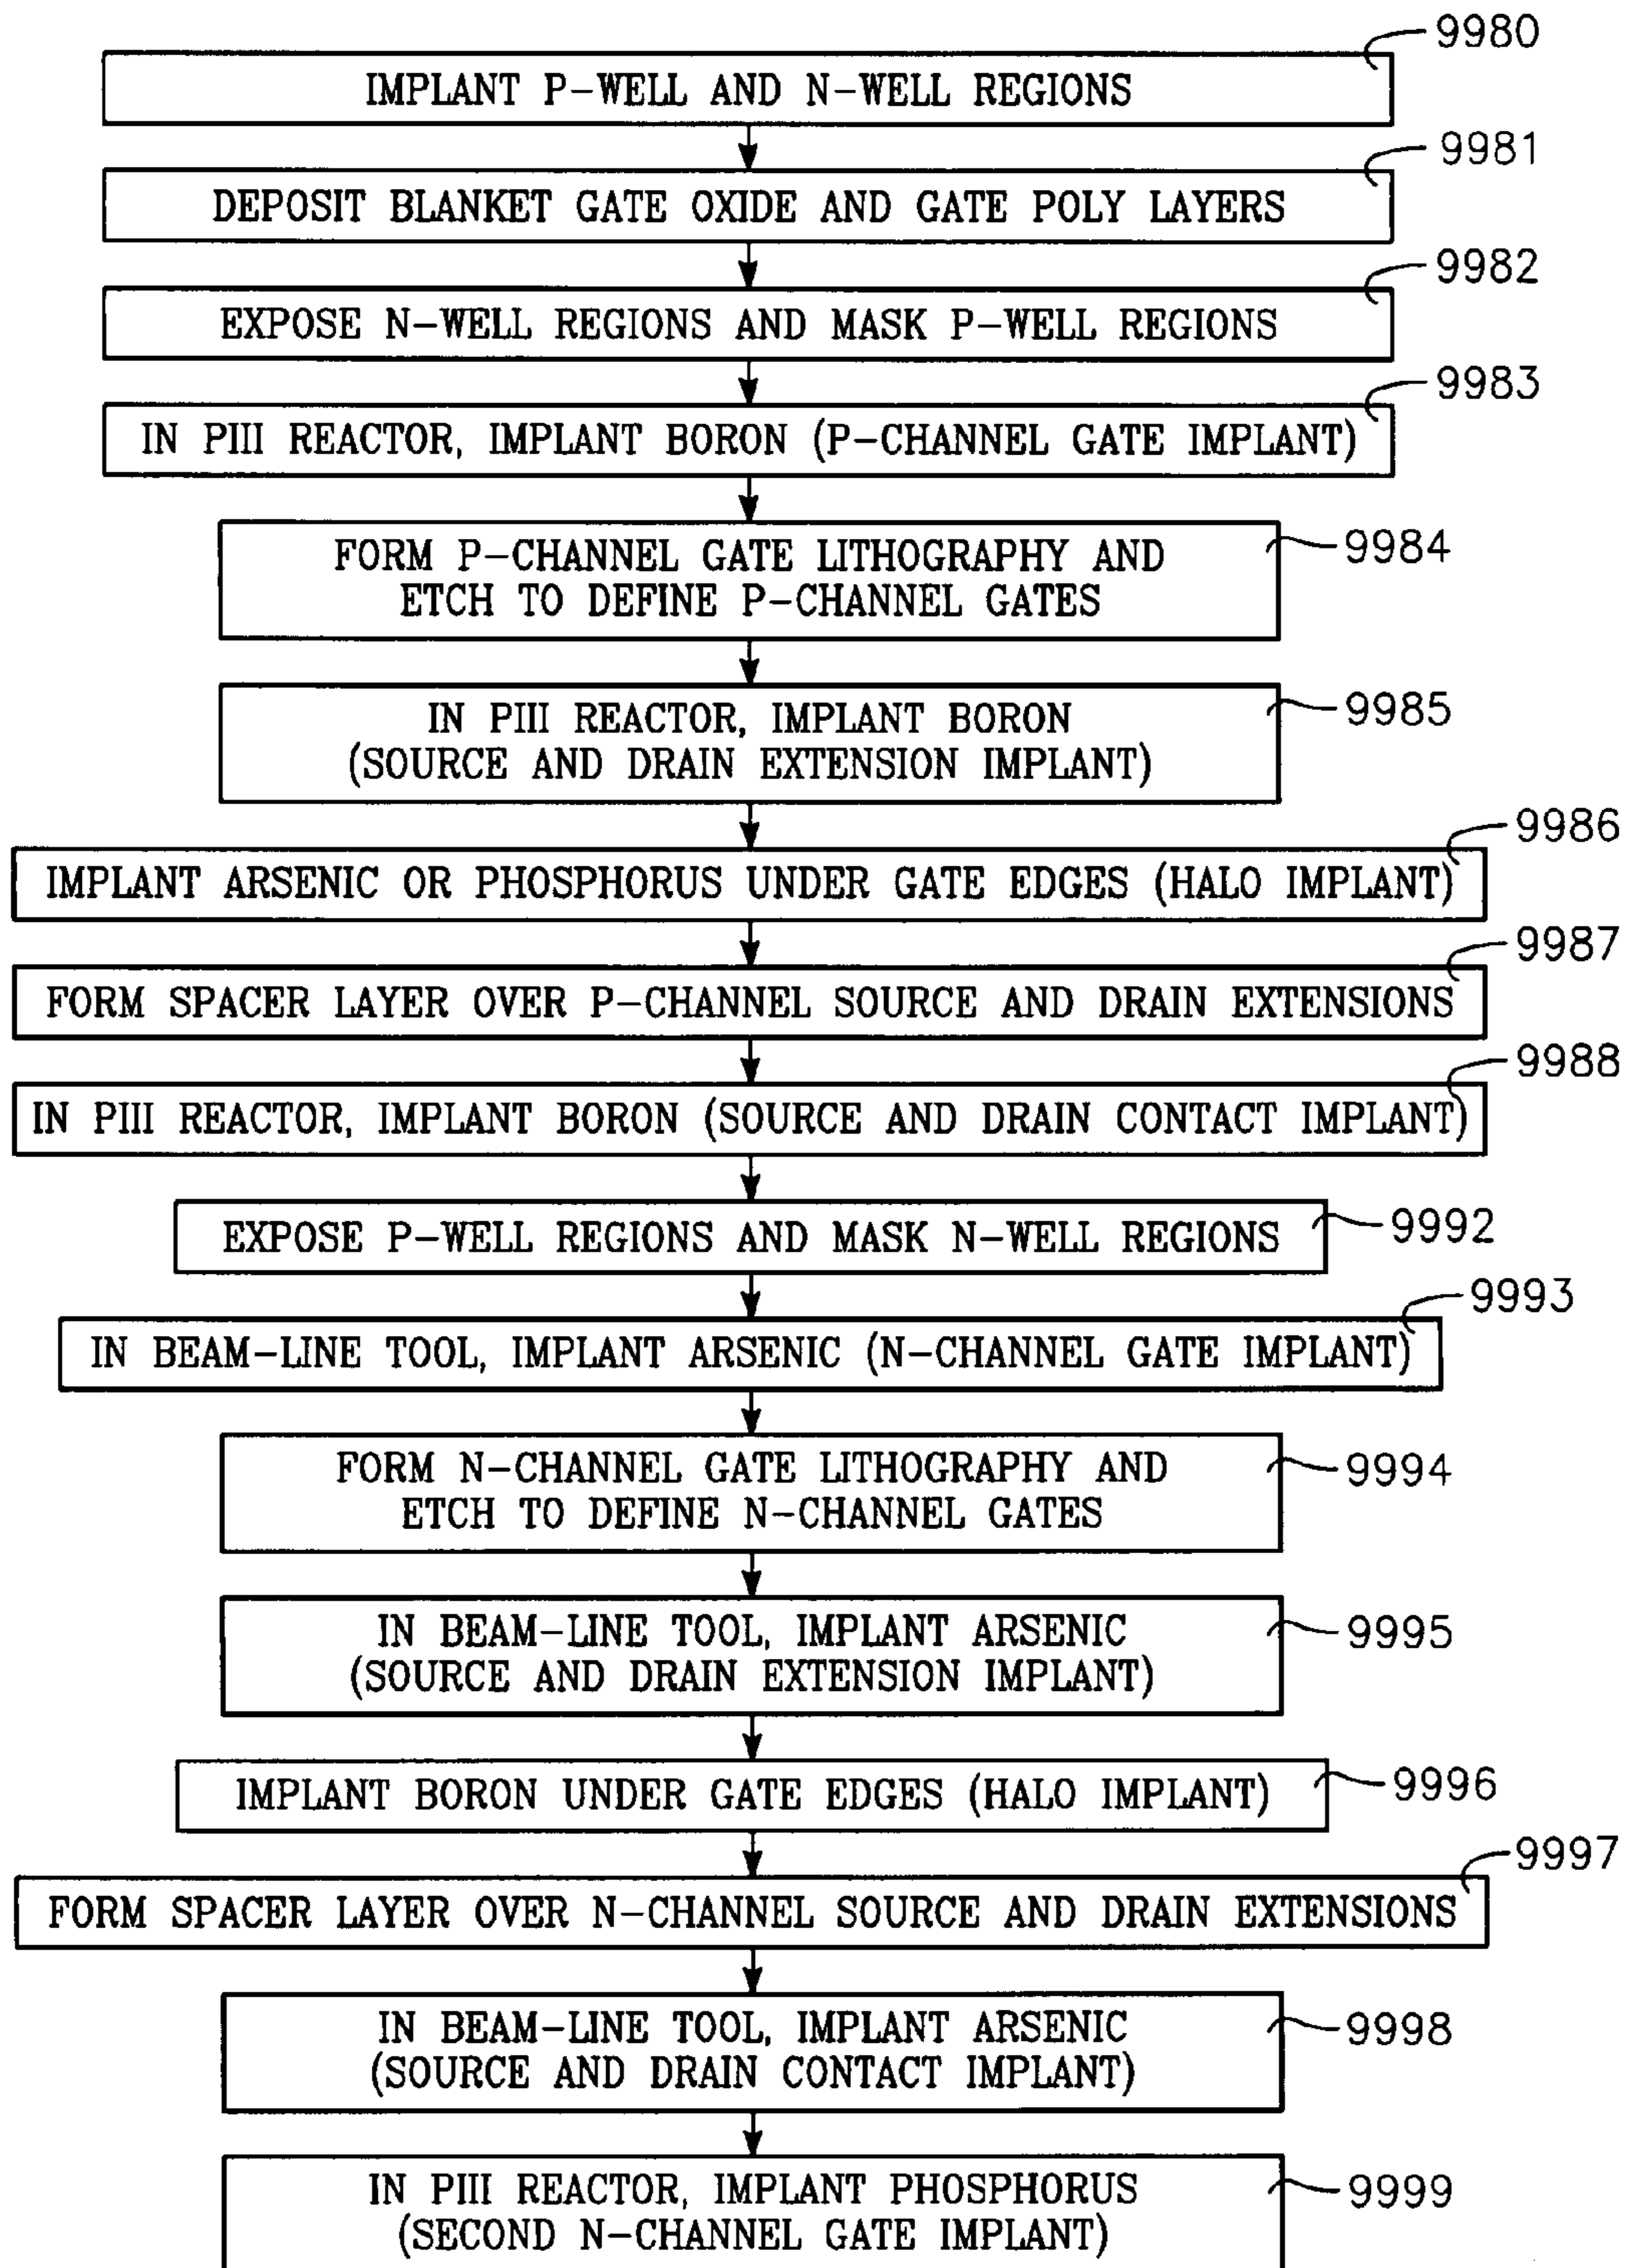 9980
IMPLANT P-WELL AND N-WELL REGIONS
9981
DEPOSIT BLANKET GATE OXIDE AND GATE POLY LAYERS
9982
EXPOSE N-WELL REGIONS AND MASK P-WELL REGIONS
9983
IN PIII REACTOR, IMPLANT BORON (P-CHANNEL GATE IMPLANT)
FORM P-CHANNEL GATE LITHOGRAPHY AND
ETCH TO DEFINE P-CHANNEL GATES
9984
IN PIII REACTOR, IMPLANT BORON
(SOURCE AND DRAIN EXTENSION IMPLANT)
9985
9986
IMPLANT ARSENIC OR PHOSPHORUS UNDER GATE EDGES (HALO IMPLANT)
9987
FORM SPACER LAYER OVER P-CHANNEL SOURCE AND DRAIN EXTENSIONS
9988
IN PIII REACTOR, IMPLANT BORON (SOURCE AND DRAIN CONTACT IMPLANT)
EXPOSE P-WELL REGIONS AND MASK N-WELL REGIONS
9992
9993
IN BEAM-LINE TOOL, IMPLANT ARSENIC (N-CHANNEL GATE IMPLANT)
FORM N-CHANNEL GATE LITHOGRAPHY AND
ETCH TO DEFINE N-CHANNEL GATES
9994
IN BEAM-LINE TOOL, IMPLANT ARSENIC
(SOURCE AND DRAIN EXTENSION IMPLANT)
9995
IMPLANT BORON UNDER GATE EDGES (HALO IMPLANT)
9996
9997
FORM SPACER LAYER OVER N-CHANNEL SOURCE AND DRAIN EXTENSIONS
IN BEAM-LINE TOOL, IMPLANT ARSENIC
(SOURCE AND DRAIN CONTACT IMPLANT)
9998
IN PIII REACTOR, IMPLANT PHOSPHORUS
(SECOND N-CHANNEL GATE IMPLANT)
9999